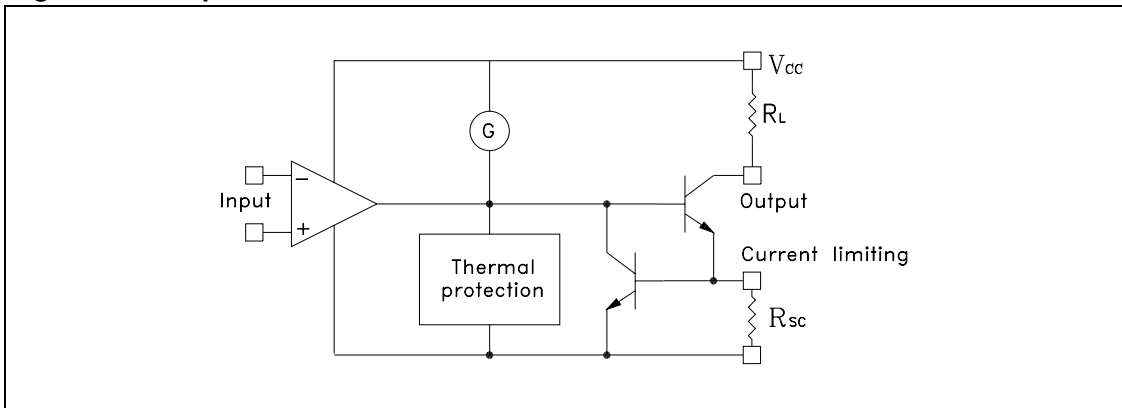 Vcc
RL
G
−
Input
Output
+
Current limiting
Thermal
protection
Rsc